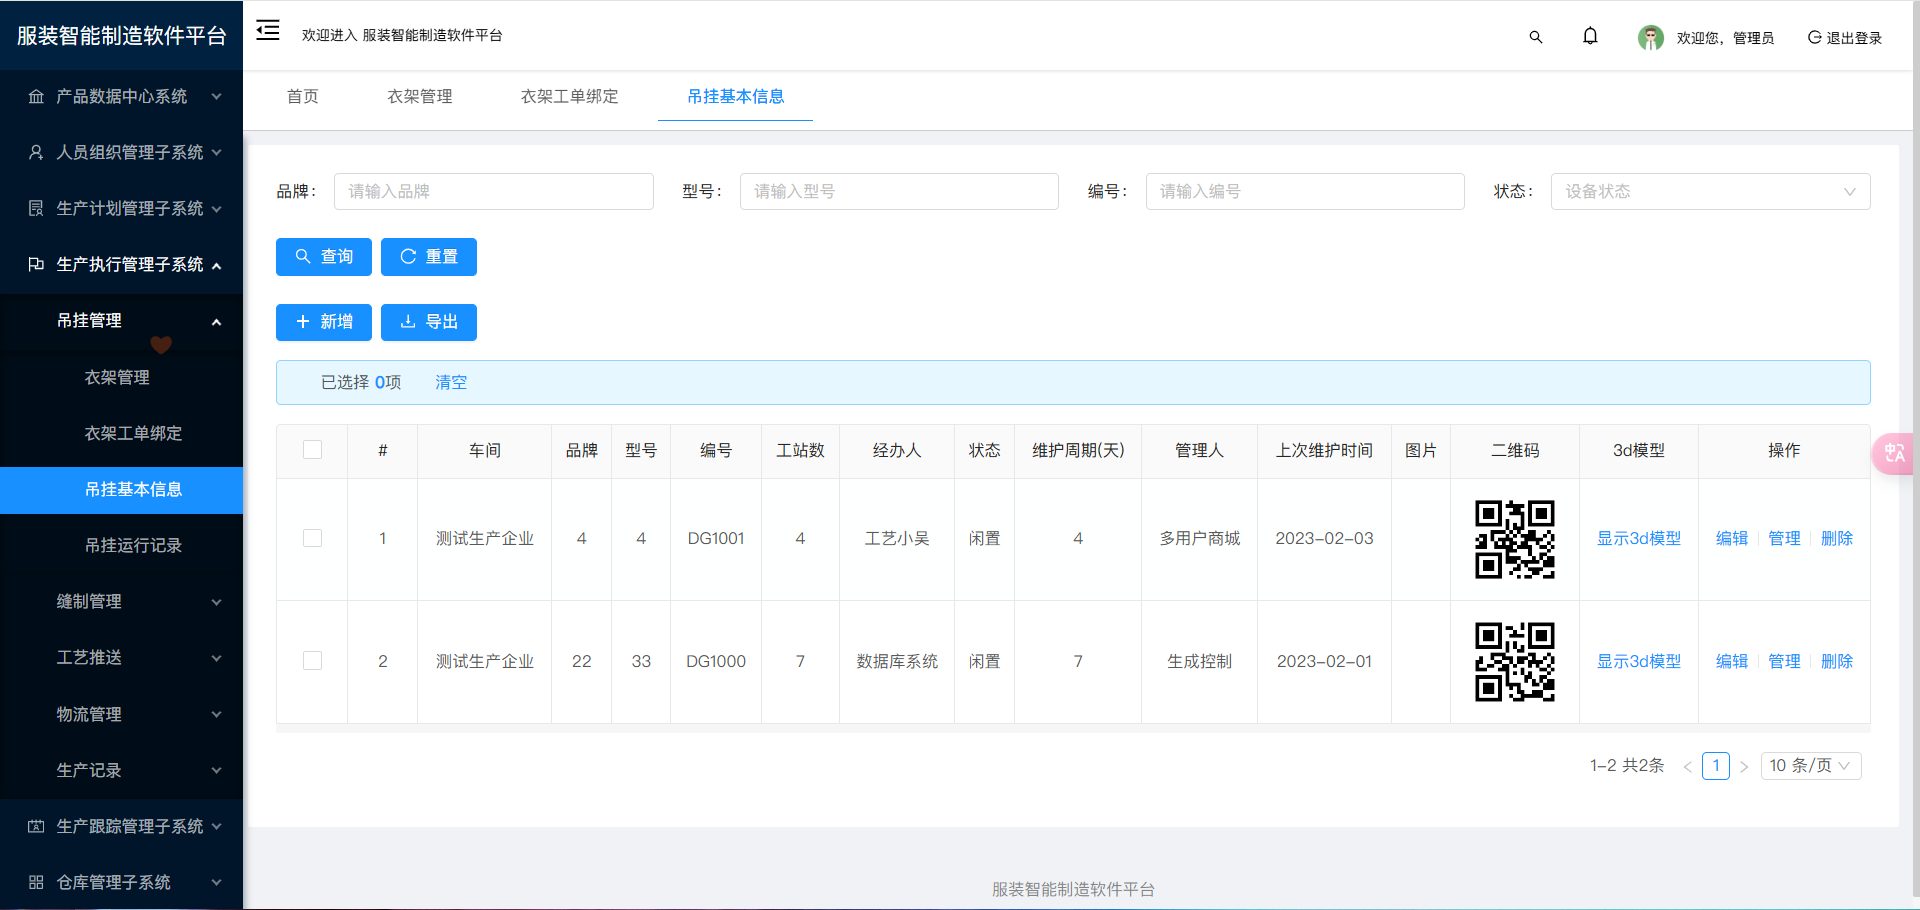 服装智能制造软件平台
欢迎进入 服装智能制造软件平台
欢迎您，管理员
退出登录
产品数据中心系统
人员组织管理子系统
生产计划管理子系统
生产执行管理子系统
吊挂管理
衣架管理
衣架工单绑定
吊挂基本信息
吊挂运行记录
缝制管理
工艺推送
物流管理
生产记录
生产跟踪管理子系统
仓库管理子系统
首页 衣架管理 衣架工单绑定 吊挂基本信息
品牌： 请输入品牌 型号： 请输入型号 编号： 请输入编号 状态： 设备状态
查询 重置
新增 导出
已选择 0项 清空
# 车间 品牌 型号 编号 工站数 经办人 状态 维护周期(天) 管理人 上次维护时间 图片 二维码 3d模型 操作
1 测试生产企业 4 4 DG1001 4 工艺小吴 闲置 4 多用户商城 2023-02-03 显示3d模型 编辑 管理 删除
2 测试生产企业 22 33 DG1000 7 数据库系统 闲置 7 生成控制 2023-02-01 显示3d模型 编辑 管理 删除
1-2 共2条 1 10 条/页
服装智能制造软件平台
中A